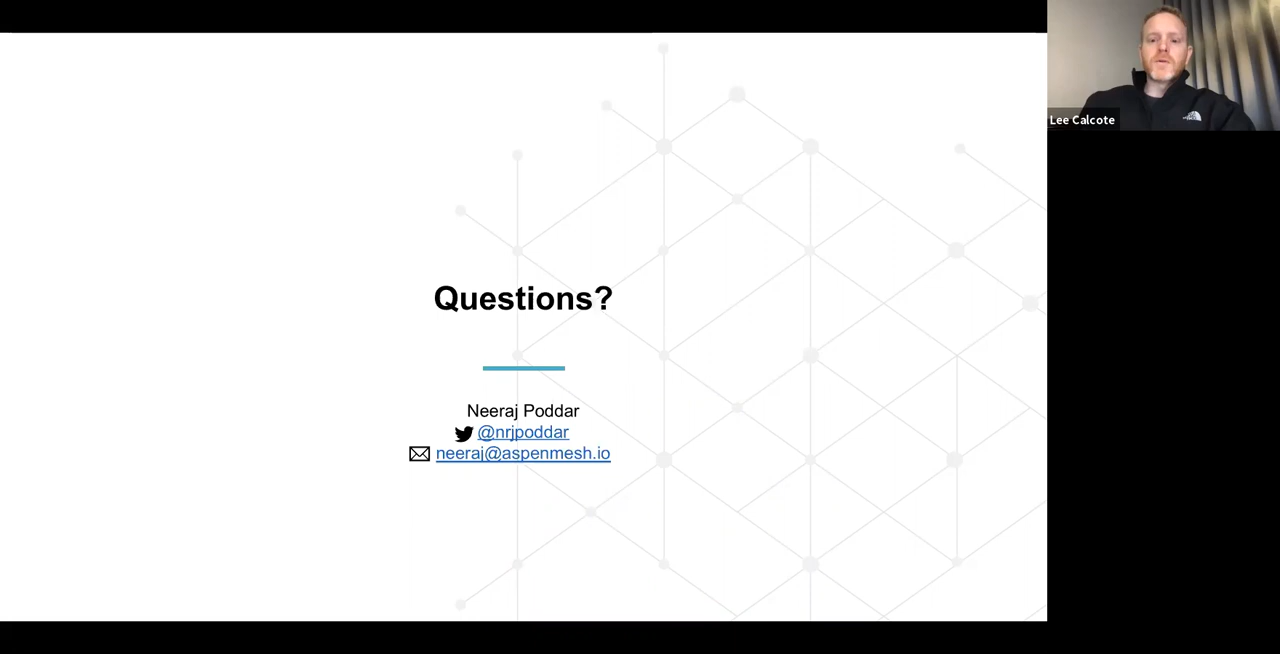 Questions?
Neeraj Poddar
@nrjpoddar
neeraj@aspenmesh.io
Lee Calcote